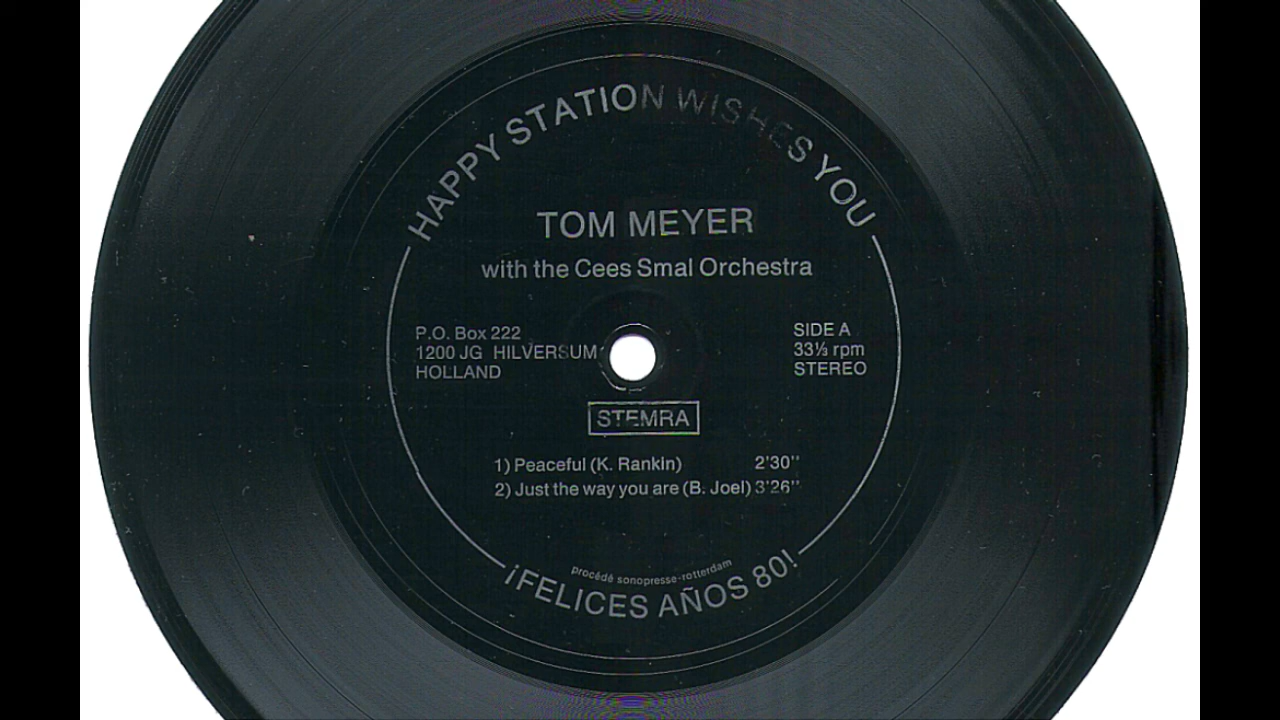 HAPPY STATION WISHES YOU
TOM MEYER
with the Cees Smal Orchestra
P.O. Box 222
1200 JG HILVERSUM
HOLLAND
SIDE A
33⅓ rpm
STEREO
STEMRA
1) Peaceful (K. Rankin) 2'30''
2) Just the way you are (B. Joel) 3'26''
procédé sonopresse-rotterdam
¡FELICES AÑOS 80!